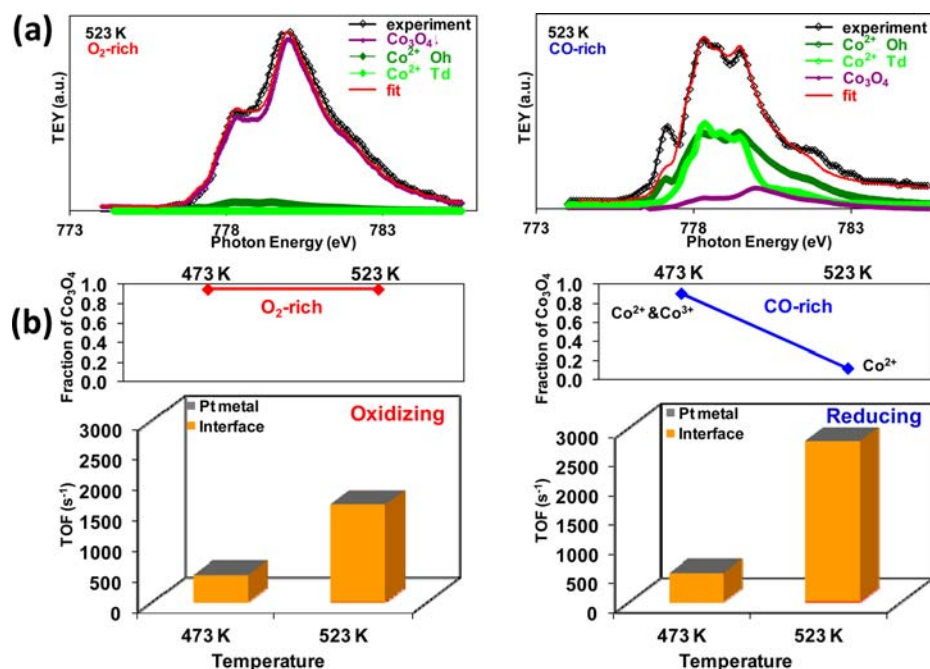 (a)
523 K
O₂-rich
experiment
Co₃O₄↓
Co²⁺ Oh
Co²⁺ Td
fit
TEY (a.u.)
773 778 783
Photon Energy (eV)
523 K
CO-rich
experiment
Co²⁺ Oh
Co²⁺ Td
Co₃O₄
fit
TEY (a.u.)
773 778 783
Photon Energy (eV)
(b)
473 K 523 K
Fraction of Co₃O₄
1.0
0.8
0.6
0.4
0.2
0.0
O₂-rich
473 K 523 K
Fraction of Co₃O₄
1.0
0.8
0.6
0.4
0.2
0.0
CO-rich
Co²⁺ &Co³⁺
Co²⁺
Pt metal
Interface
Oxidizing
TOF (s⁻¹)
3000
2500
2000
1500
1000
500
0
473 K 523 K
Temperature
Pt metal
Interface
Reducing
TOF (s⁻¹)
3000
2500
2000
1500
1000
500
0
473 K 523 K
Temperature